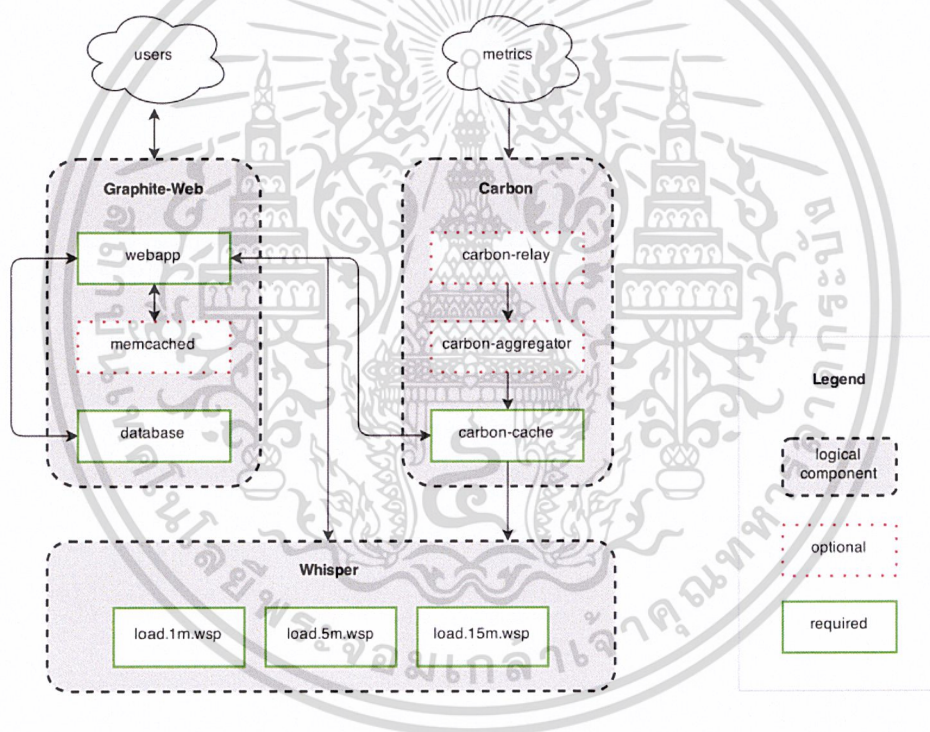 users
metrics
Graphite-Web
webapp
memcached
database
Carbon
carbon-relay
carbon-aggregator
carbon-cache
Whisper
load.1m.wsp
load.5m.wsp
load.15m.wsp
Legend
logical
component
optional
required